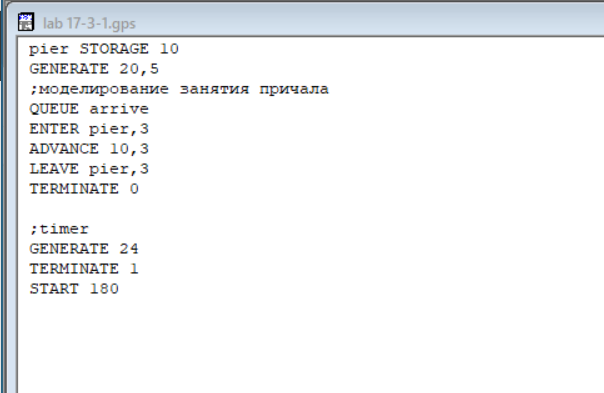 lab 17-3-1.gps
pier STORAGE 10
GENERATE 20,5
;моделирование занятия причала
QUEUE arrive
ENTER pier,3
ADVANCE 10,3
LEAVE pier,3
TERMINATE 0
;timer
GENERATE 24
TERMINATE 1
START 180